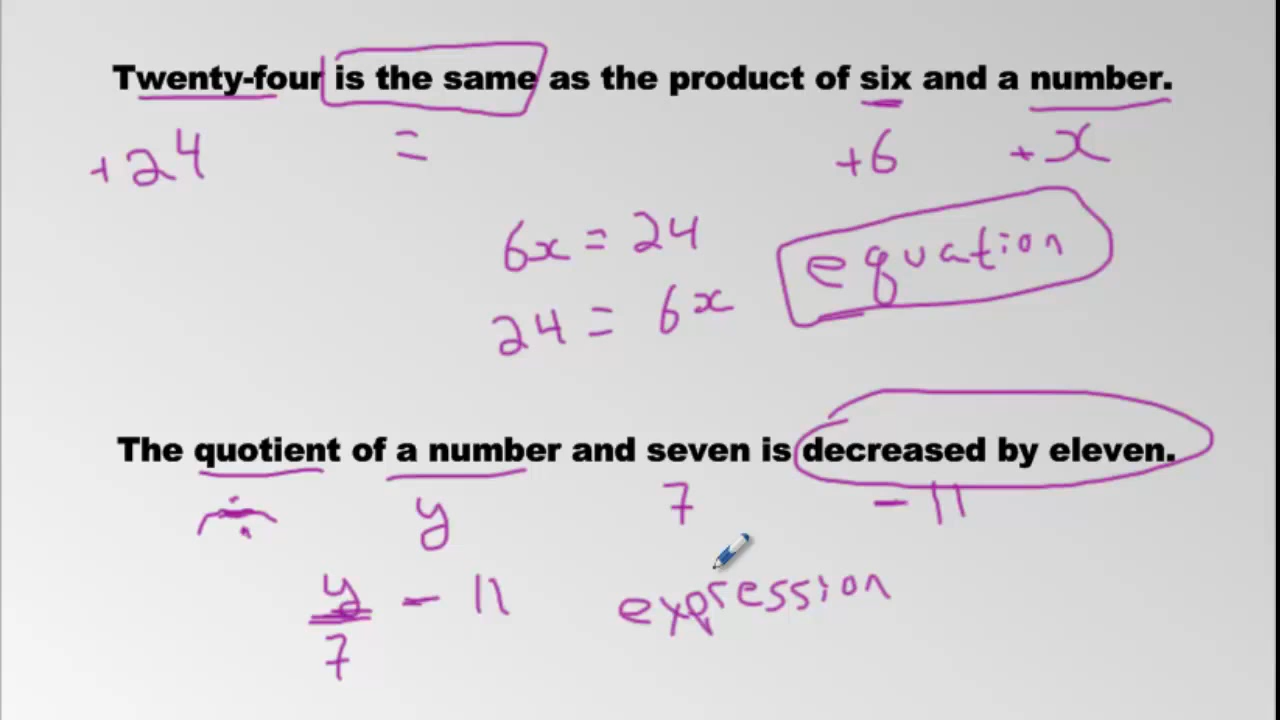 Twenty-four is the same as the product of six and a number.
+24 = +6 + x
6x = 24
equation
24 = 6x
The quotient of a number and seven is decreased by eleven.
÷ y 7 - 11
y/7 - 11 expression